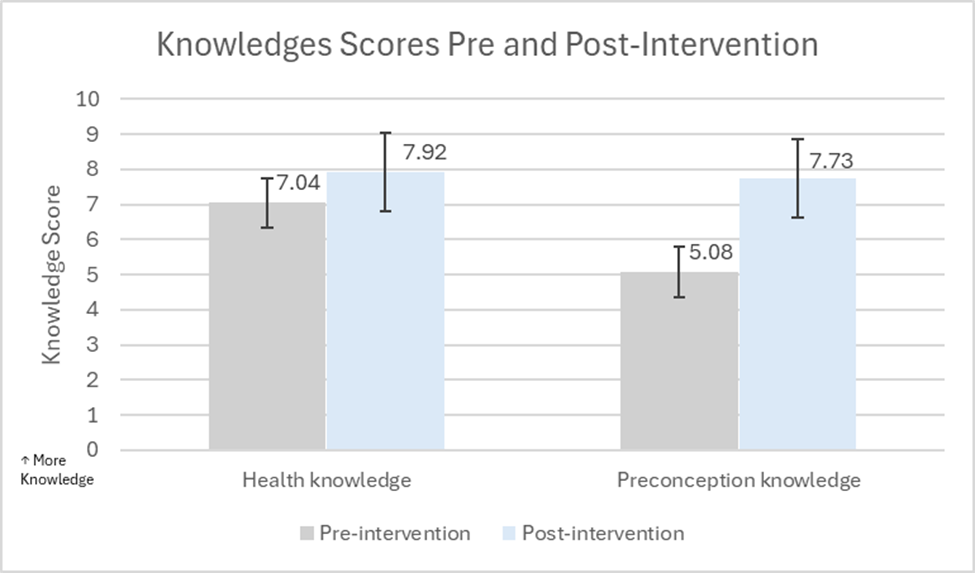 Knowledges Scores Pre and Post-Intervention
10
9
8
7
6
5
4
3
2
1
0
Knowledge Score
7.04
7.92
5.08
7.73
↑ More
Knowledge
Health knowledge
Preconception knowledge
Pre-intervention
Post-intervention